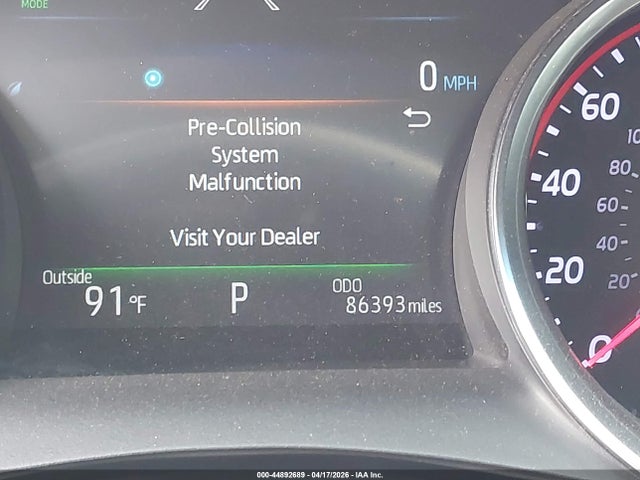 MODE
0 MPH
Pre-Collision
System
Malfunction
Visit Your Dealer
Outside
91°F
P
ODO
86393 miles
60
40
20
0
80
60
40
20
000-44892689 - 04/17/2026 - IAA Inc.